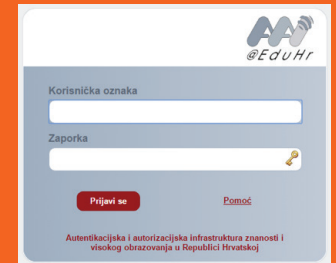 @EduHr
Korisnička oznaka
Zaporka
Prijavi se
Pomoć
Autentikacijska i autorizacijska infrastruktura znanosti i
visokog obrazovanja u Republici Hrvatskoj